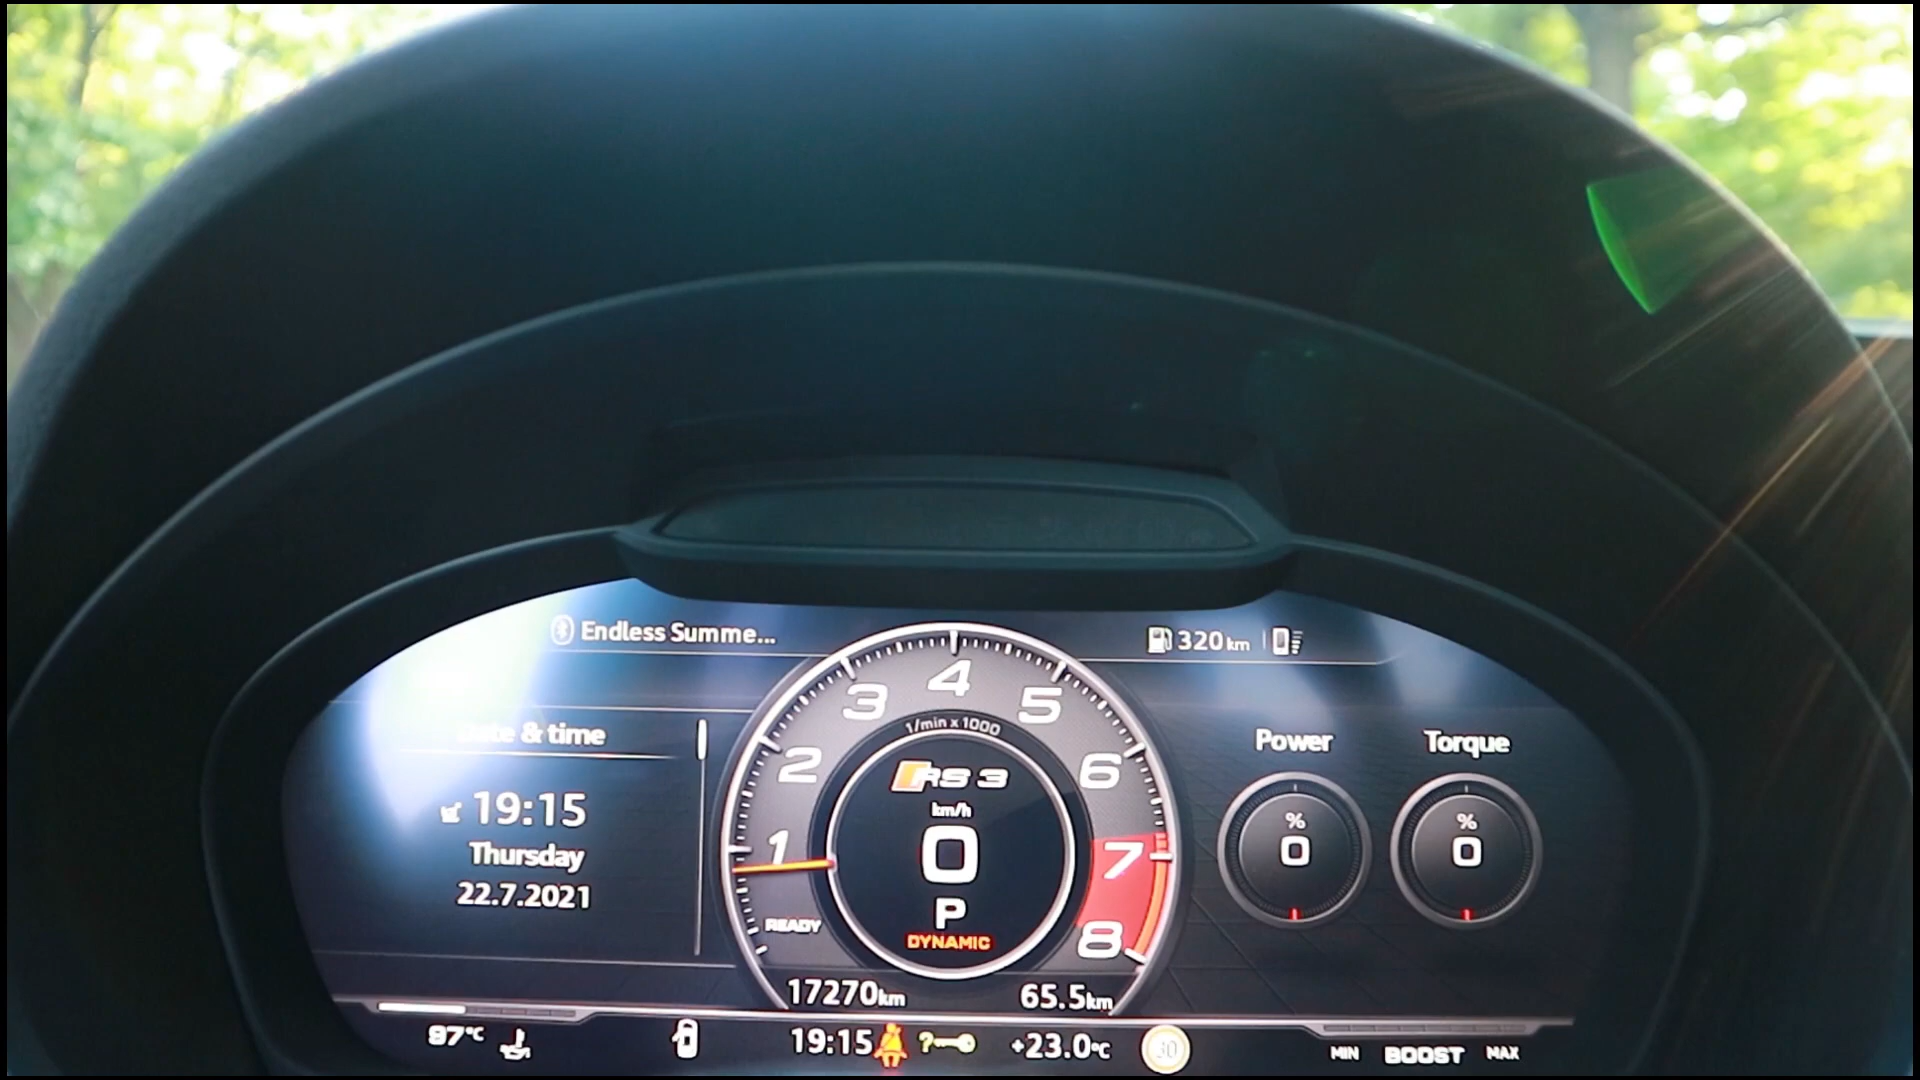 Endless Summe...
320 km
Date & time
19:15
Thursday
22.7.2021
1 2 3 4 5 6 7 8
1/min x 1000
RS 3
km/h
0
P
DYNAMIC
READY
17270km
65.5km
Power
%
0
Torque
%
0
97°C
19:15
?
+23.0°C
30
MIN BOOST MAX